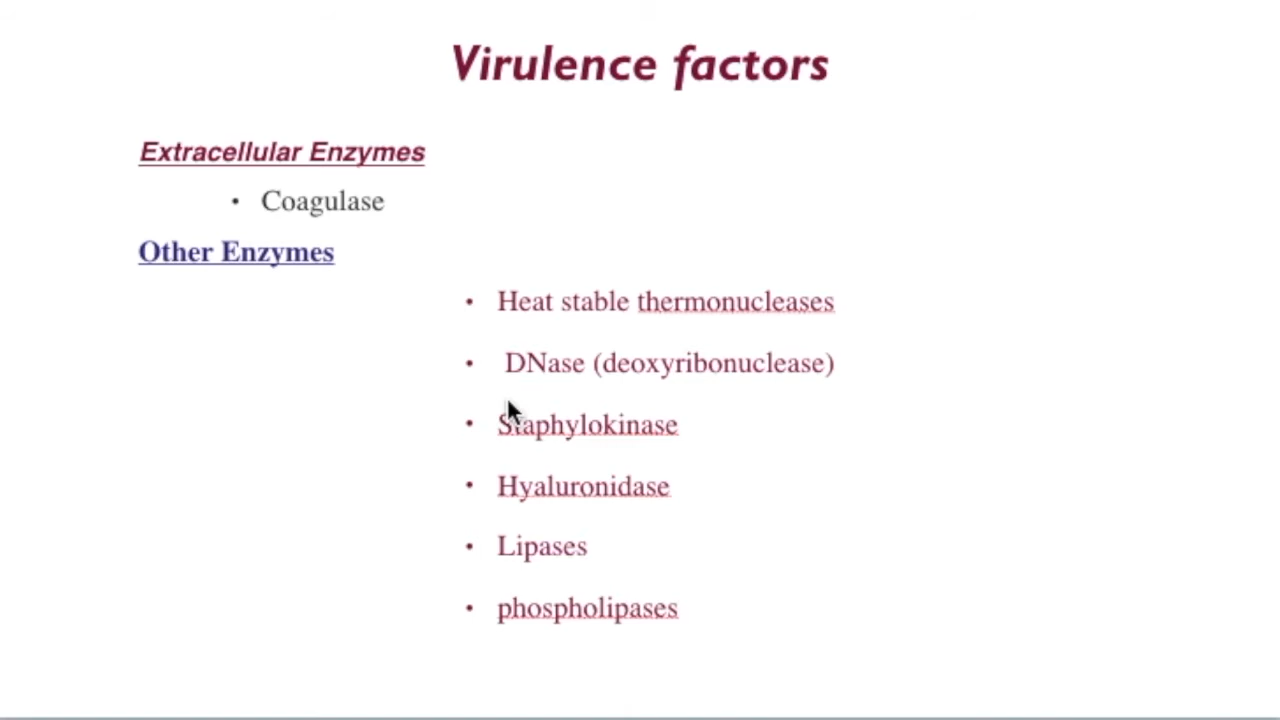 Virulence factors
Extracellular Enzymes
• Coagulase
Other Enzymes
• Heat stable thermonucleases
• DNase (deoxyribonuclease)
• Staphylokinase
• Hyaluronidase
• Lipases
• phospholipases